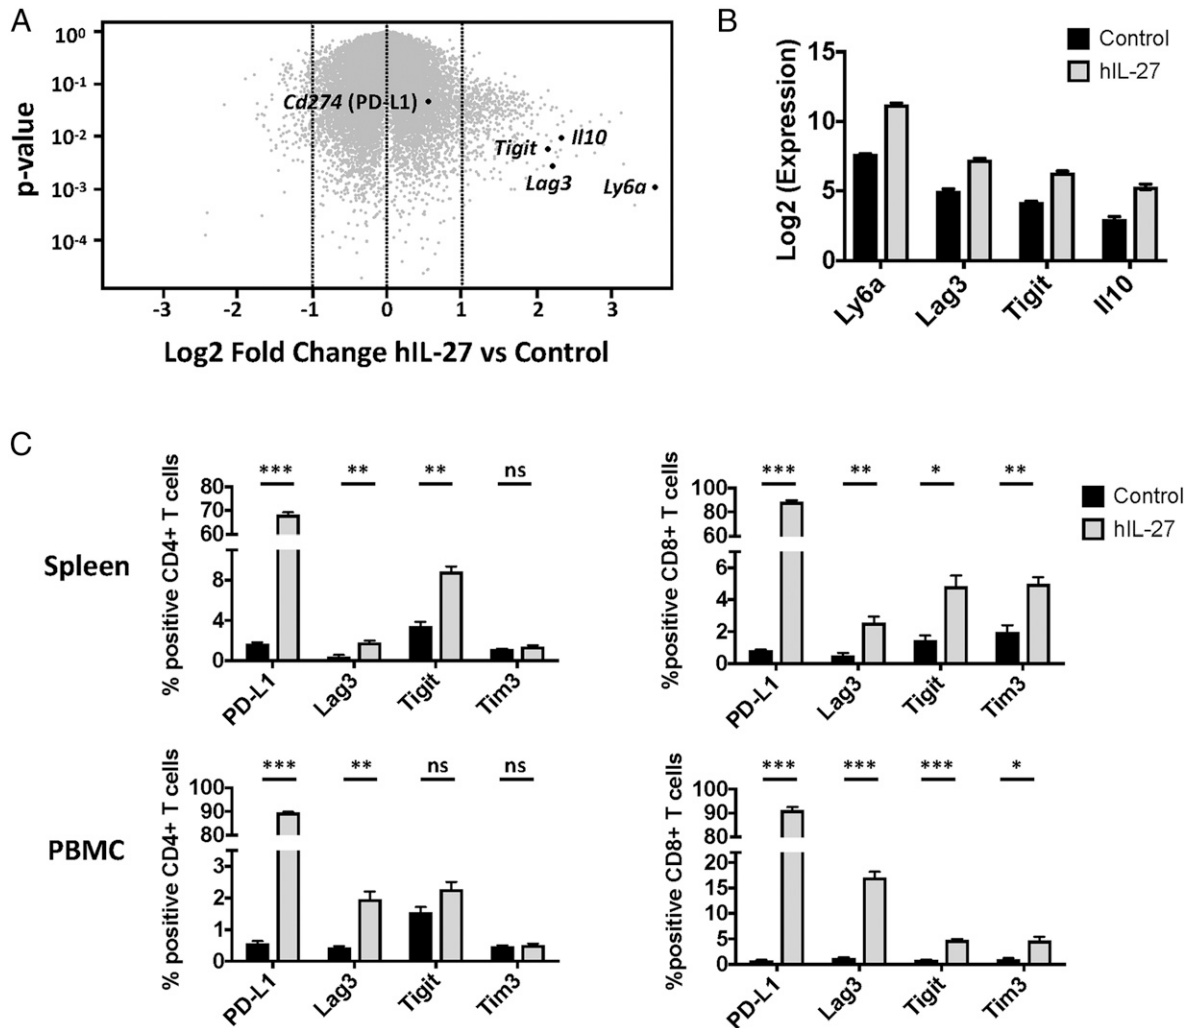 A
10⁰
10⁻¹
10⁻²
10⁻³
10⁻⁴
p-value
Cd274 (PD-L1)
Il10
Tigit
Lag3
Ly6a
-3 -2 -1 0 1 2 3
Log2 Fold Change hIL-27 vs Control
B
Control
hIL-27
15
10
5
0
Log2 (Expression)
Ly6a Lag3 Tigit Il10
C
Spleen
% positive CD4+ T cells
*** ** ** ns
80
70
60
8
4
0
PD-L1 Lag3 Tigit Tim3
%positive CD8+ T cells
*** ** * **
100
80
60
6
4
2
0
PD-L1 Lag3 Tigit Tim3
Control
hIL-27
PBMC
% positive CD4+ T cells
*** ** ns ns
100
90
80
3
2
1
0
PD-L1 Lag3 Tigit Tim3
%positive CD8+ T cells
*** *** *** *
100
90
80
20
15
10
5
0
PD-L1 Lag3 Tigit Tim3